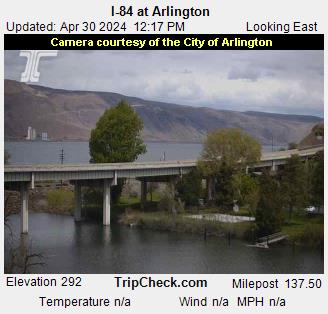 I-84 at Arlington
Updated: Apr 30 2024 12:17 PM Looking East
Camera courtesy of the City of Arlington
Elevation 292 TripCheck.com Milepost 137.50
Temperature n/a Wind n/a MPH n/a